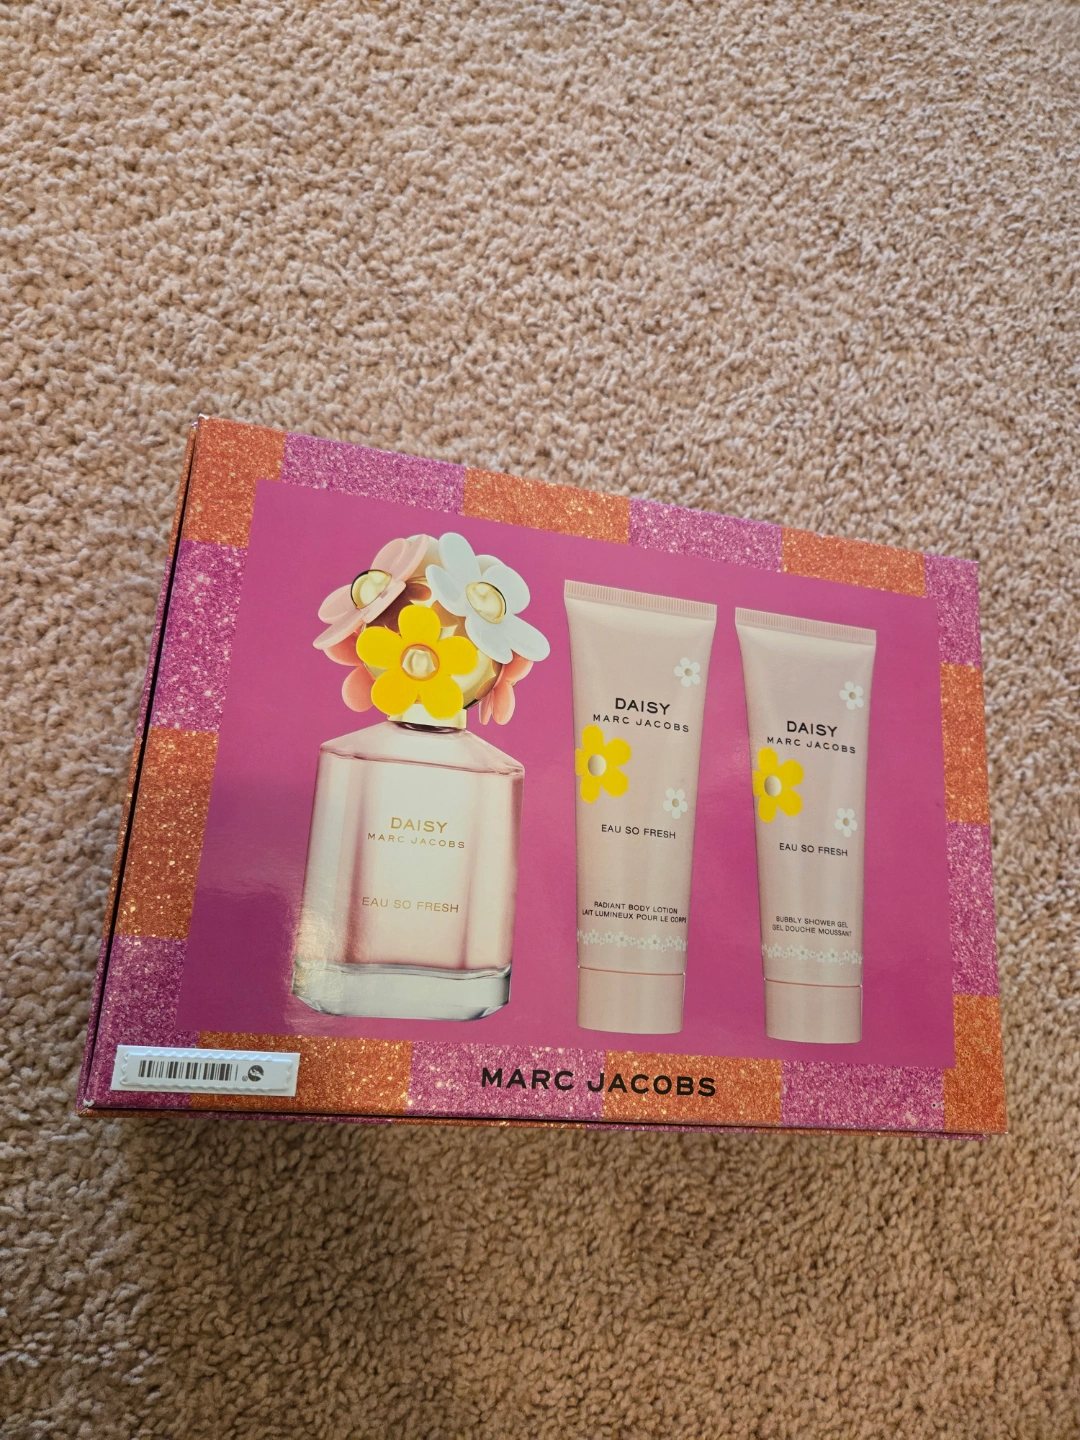 DAISY
MARC JACOBS
EAU SO FRESH
DAISY
MARC JACOBS
EAU SO FRESH
RADIANT BODY LOTION
LAIT LUMINEUX POUR LE CORPS
DAISY
MARC JACOBS
EAU SO FRESH
BUBBLY SHOWER GEL
GEL DOUCHE MOUSSANT
MARC JACOBS